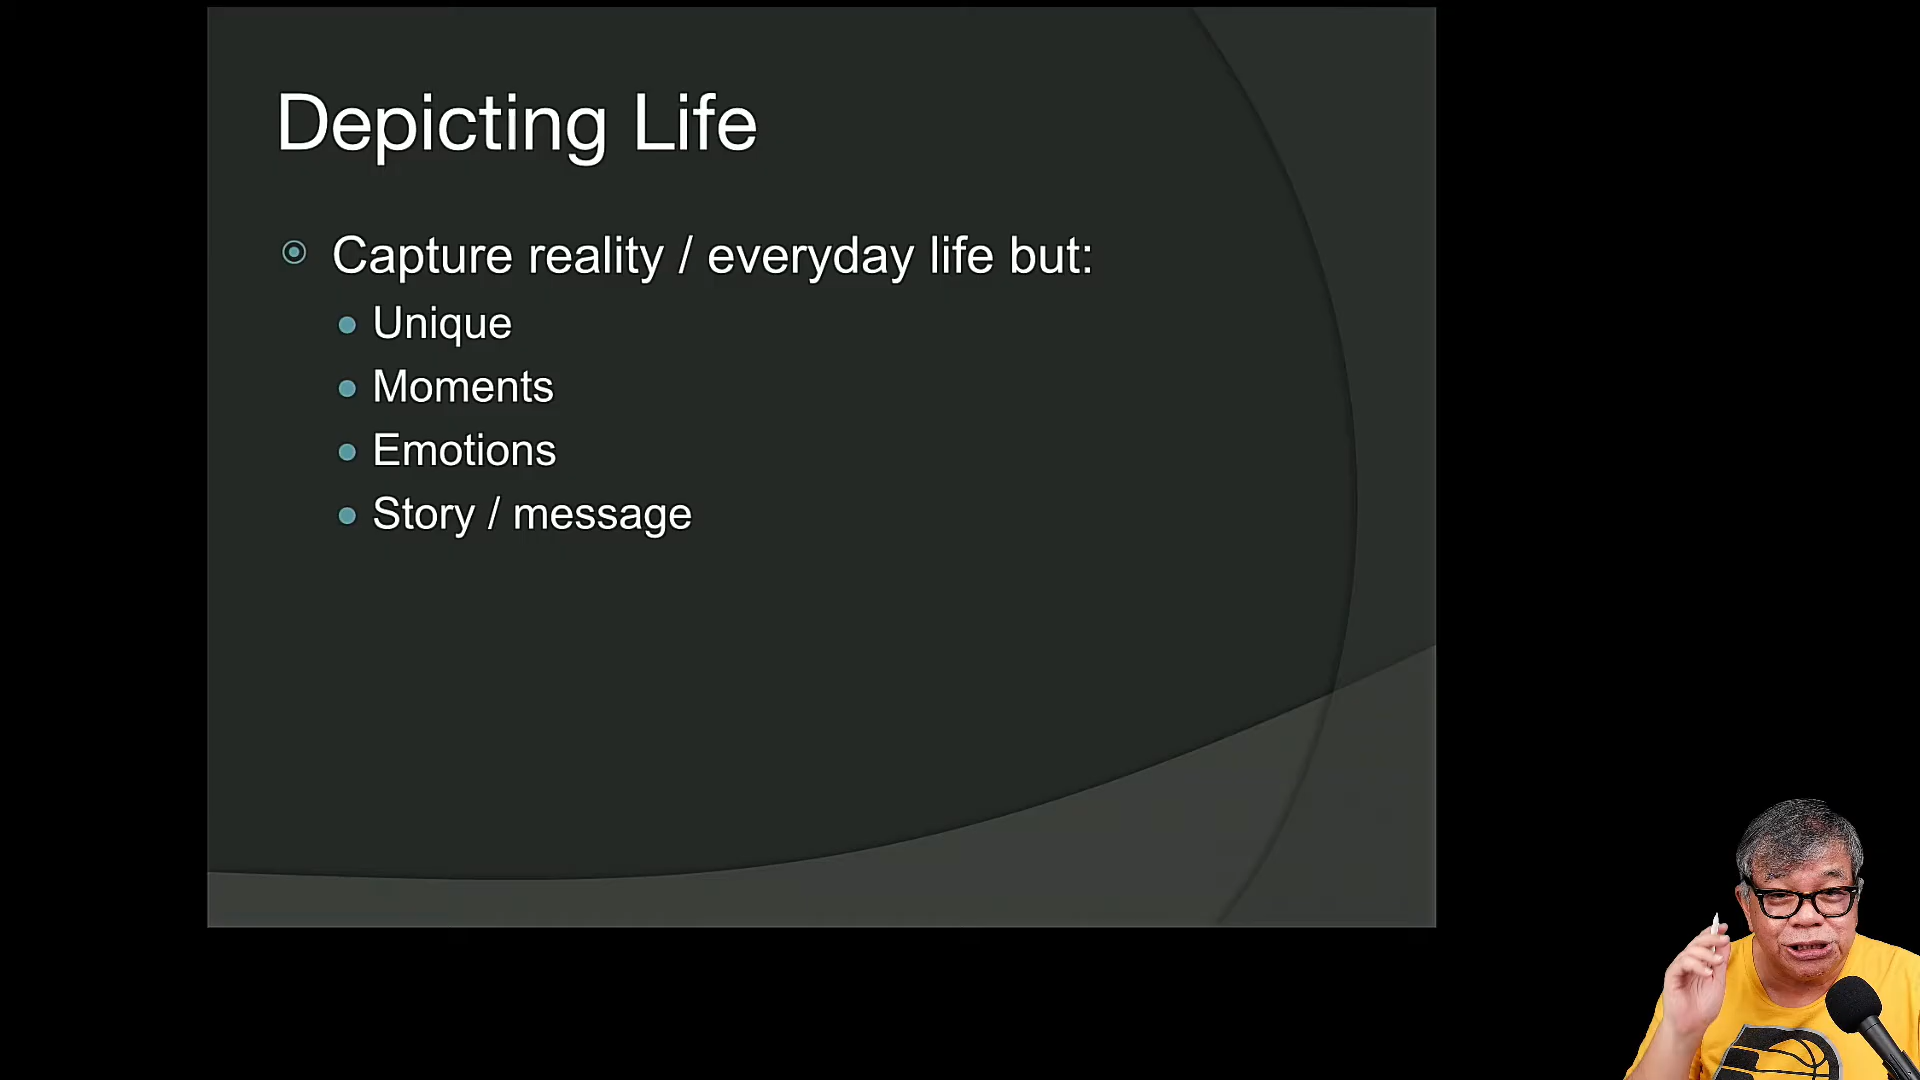 Depicting Life
Capture reality / everyday life but:
Unique
Moments
Emotions
Story / message